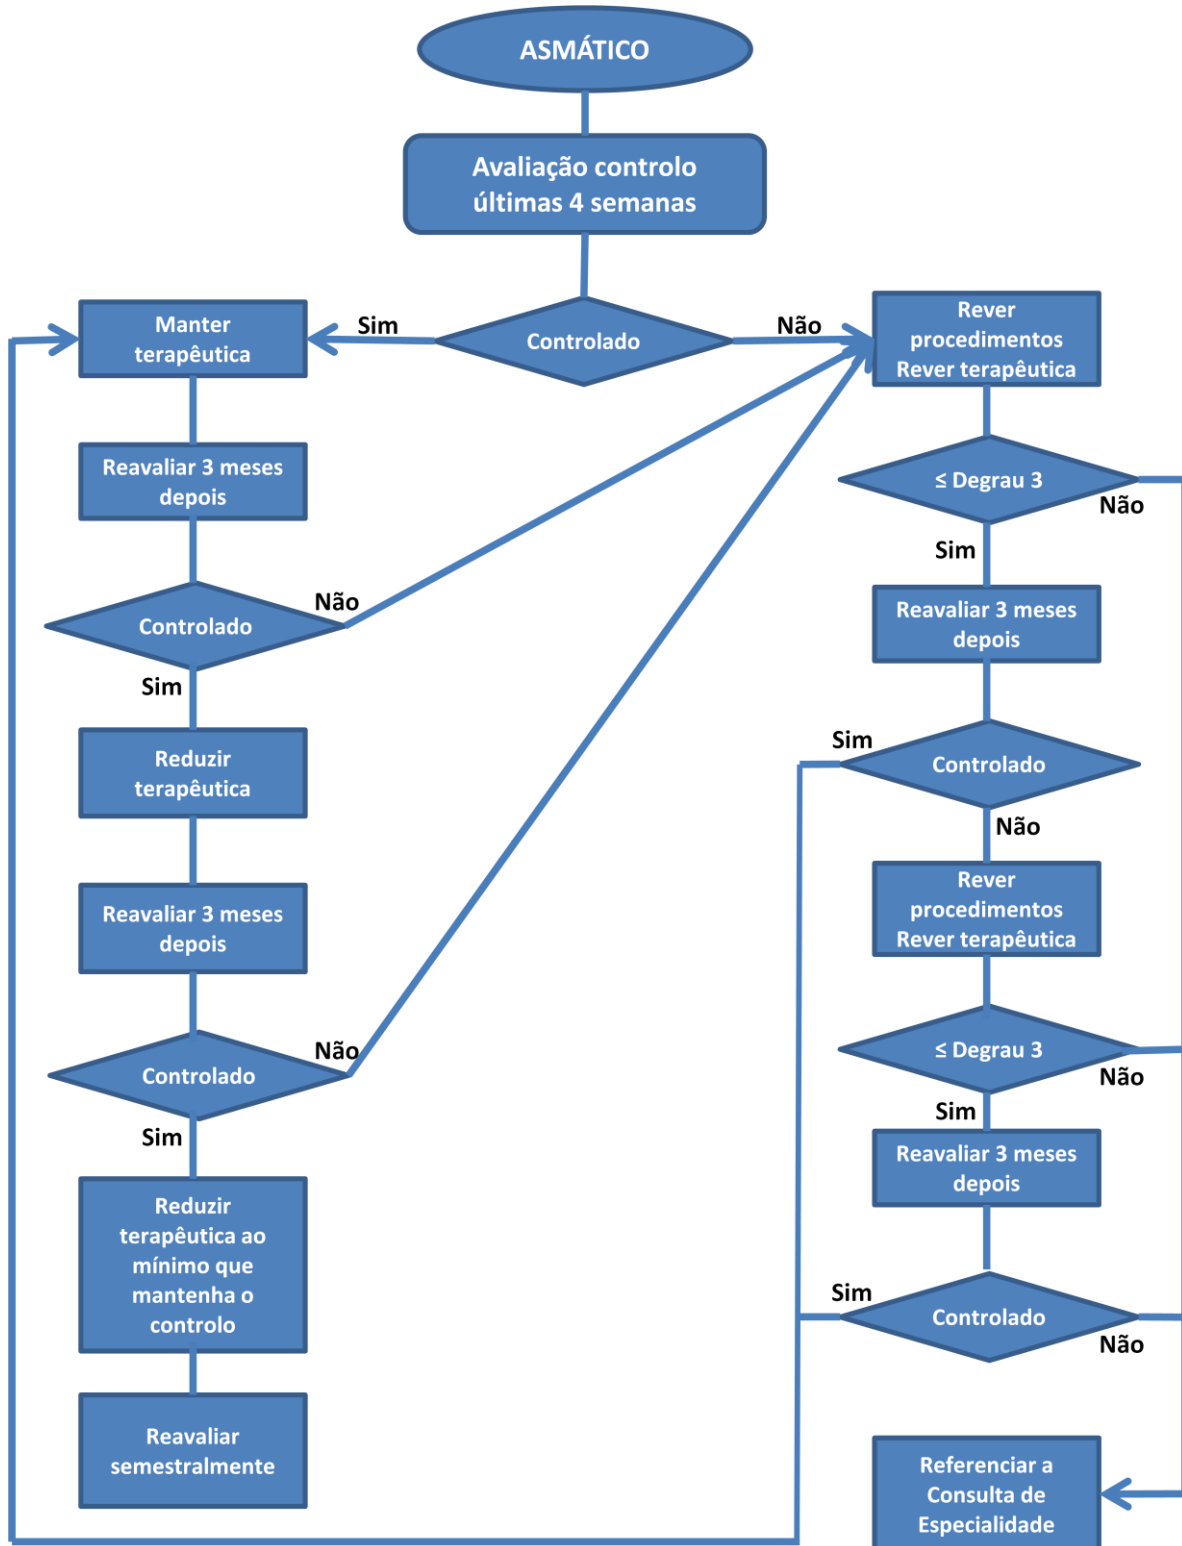 ASMÁTICO
Avaliação controlo
últimas 4 semanas
Controlado
Sim
Não
Manter
terapêutica
Reavaliar 3 meses
depois
Controlado
Não
Sim
Reduzir
terapêutica
Reavaliar 3 meses
depois
Controlado
Não
Sim
Reduzir
terapêutica ao
mínimo que
mantenha o
controlo
Reavaliar
semestralmente
Rever
procedimentos
Rever terapêutica
≤ Degrau 3
Não
Sim
Reavaliar 3 meses
depois
Sim
Controlado
Não
Rever
procedimentos
Rever terapêutica
≤ Degrau 3
Não
Sim
Reavaliar 3 meses
depois
Sim
Controlado
Não
Referenciar a
Consulta de
Especialidade